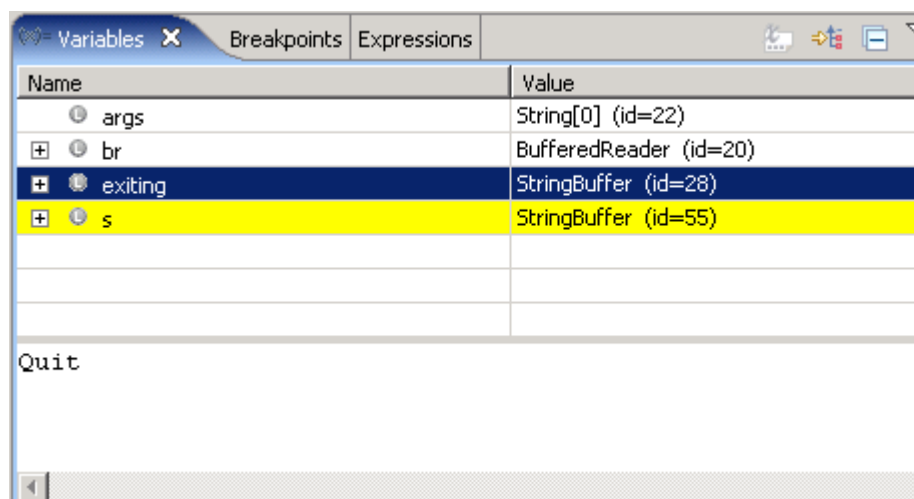 (x)= Variables Breakpoints Expressions
Name Value
args String[0] (id=22)
br BufferedReader (id=20)
exiting StringBuffer (id=28)
s StringBuffer (id=55)
Quit